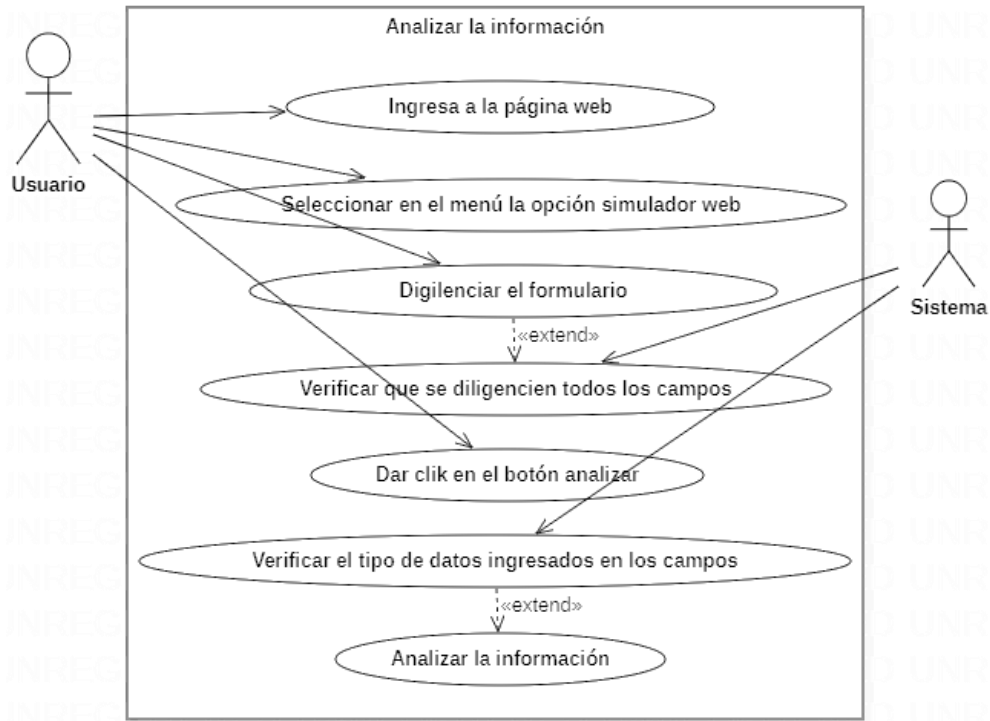 Analizar la información
Ingresa a la página web
Usuario
Seleccionar en el menú la opción simulador web
Digilenciar el formulario
Sistema
«extend»
Verificar que se diligencien todos los campos
Dar clik en el botón analizar
Verificar el tipo de datos ingresados en los campos
«extend»
Analizar la información